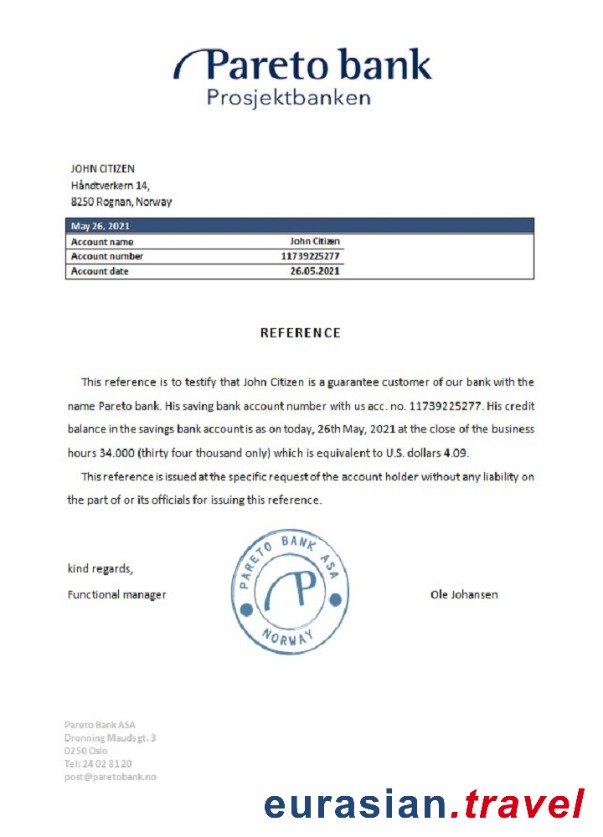 Pareto bank
Prosjektbanken
JOHN CITIZEN
Håndtverkern 14,
8250 Rognan, Norway
May 26, 2021
Account name John Citizen
Account number 11739225277
Account date 26.05.2021
REFERENCE
This reference is to testify that John Citizen is a guarantee customer of our bank with the
name Pareto bank. His saving bank account number with us acc. no. 11739225277. His credit
balance in the savings bank account is as on today, 26th May, 2021 at the close of the business
hours 34.000 (thirty four thousand only) which is equivalent to U.S. dollars 4.09.
This reference is issued at the specific request of the account holder without any liability on
the part of or its officials for issuing this reference.
PARETO BANK ASA
P
NORWAY
kind regards,
Functional manager Ole Johansen
Pareto Bank ASA
Dronning Mauds gt. 3
0250 Oslo
Tel: 24 02 81 20
post@paretobank.no
eurasian.travel